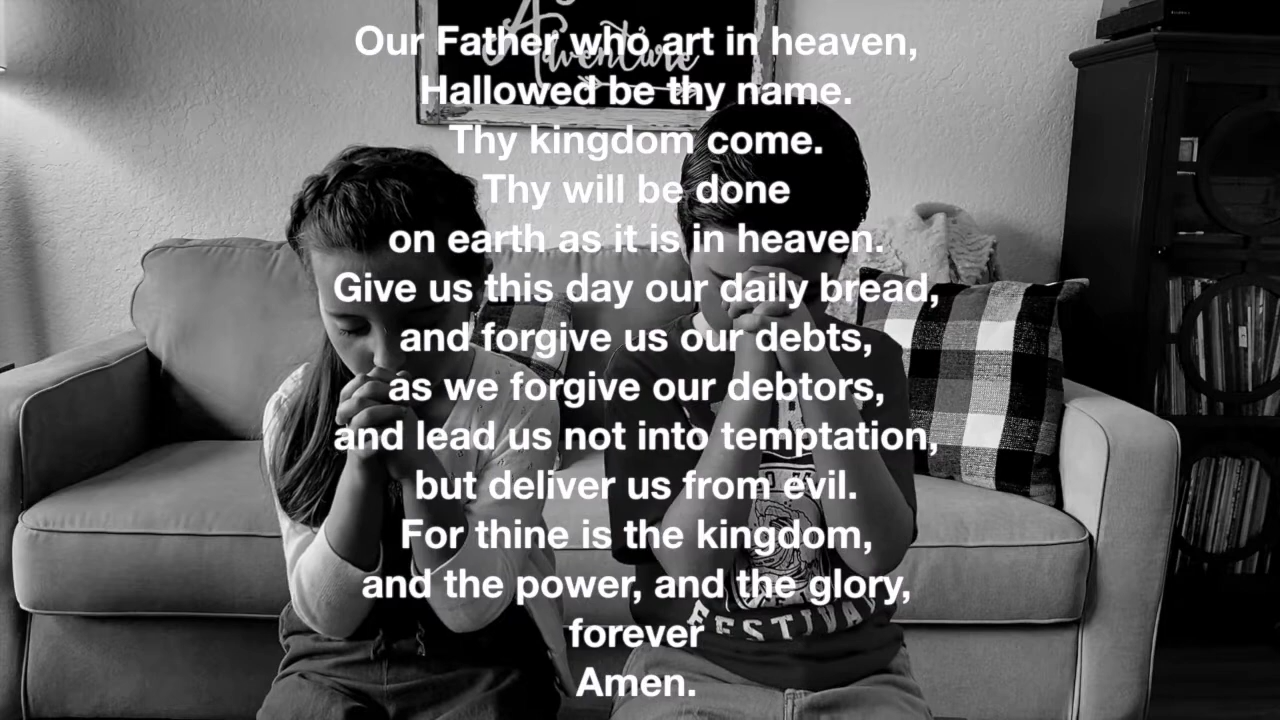 Adventure
Our Father who art in heaven,
Hallowed be thy name.
Thy kingdom come.
Thy will be done
on earth as it is in heaven.
Give us this day our daily bread,
and forgive us our debts,
as we forgive our debtors,
and lead us not into temptation,
but deliver us from evil.
For thine is the kingdom,
and the power, and the glory,
forever
Amen.
FESTIVAL